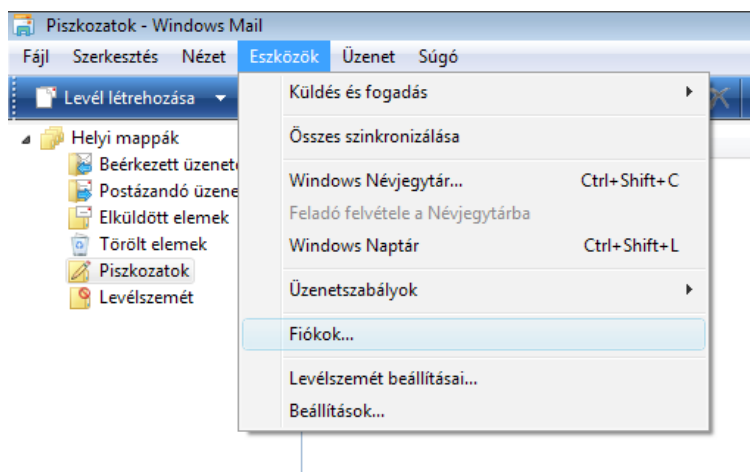 Piszkozatok - Windows Mail
Fájl Szerkesztés Nézet Eszközök Üzenet Súgó
Levél létrehozása
Küldés és fogadás
Összes szinkronizálása
Windows Névjegytár... Ctrl+Shift+C
Feladó felvétele a Névjegytárba
Windows Naptár Ctrl+Shift+L
Üzenetszabályok
Fiókok...
Levélszemét beállításai...
Beállítások...
Helyi mappák
Beérkezett üzenet
Postázandó üzene
Elküldött elemek
Törölt elemek
Piszkozatok
Levélszemét